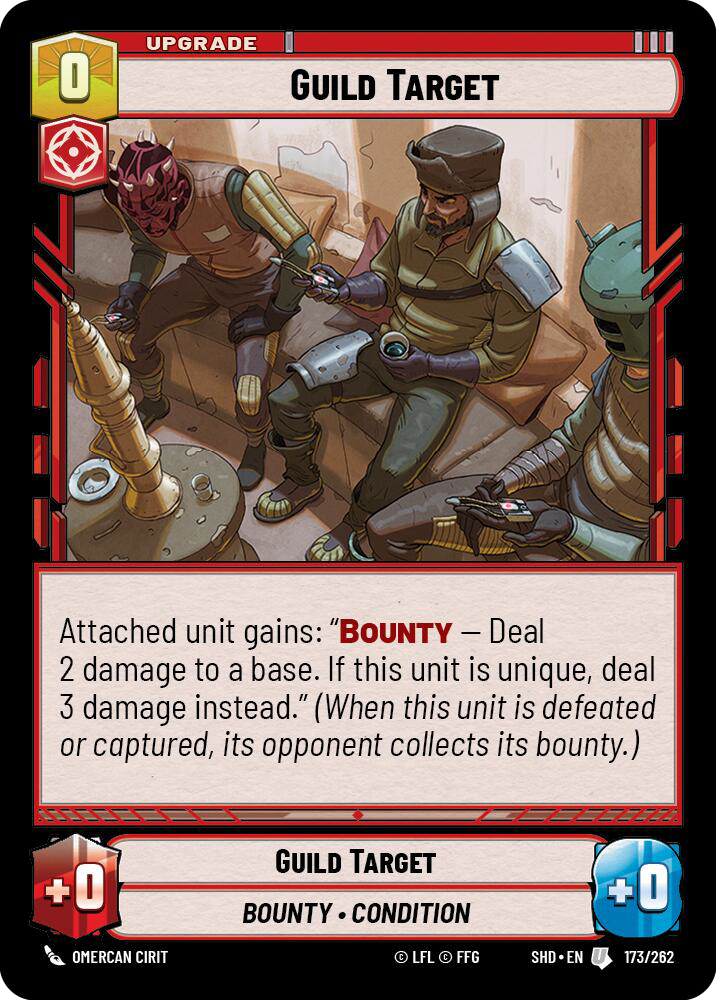 UPGRADE
0
GUILD TARGET
Attached unit gains: “BOUNTY – Deal
2 damage to a base. If this unit is unique, deal
3 damage instead.” (When this unit is defeated
or captured, its opponent collects its bounty.)
+0
GUILD TARGET
+0
BOUNTY • CONDITION
OMERCAN CIRIT
© LFL © FFG
SHD • EN
U
173/262